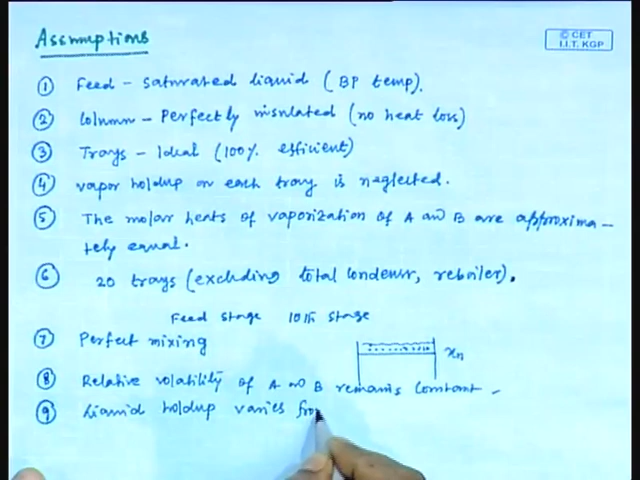 Assumptions
© CET
I.I.T. KGP
① Feed - saturated liquid (BP temp).
② Column - Perfectly insulated (no heat loss)
③ Trays - Ideal (100% efficient)
④ vapor holdup on each tray is neglected.
⑤ The molar heats of vaporization of A and B are approxima-
tely equal.
⑥ 20 trays (excluding total condenser, reboiler).
Feed stage 10th stage
⑦ Perfect mixing
xn
⑧ Relative volatility of A and B remains constant -
⑨ Liquid holdup varies fro